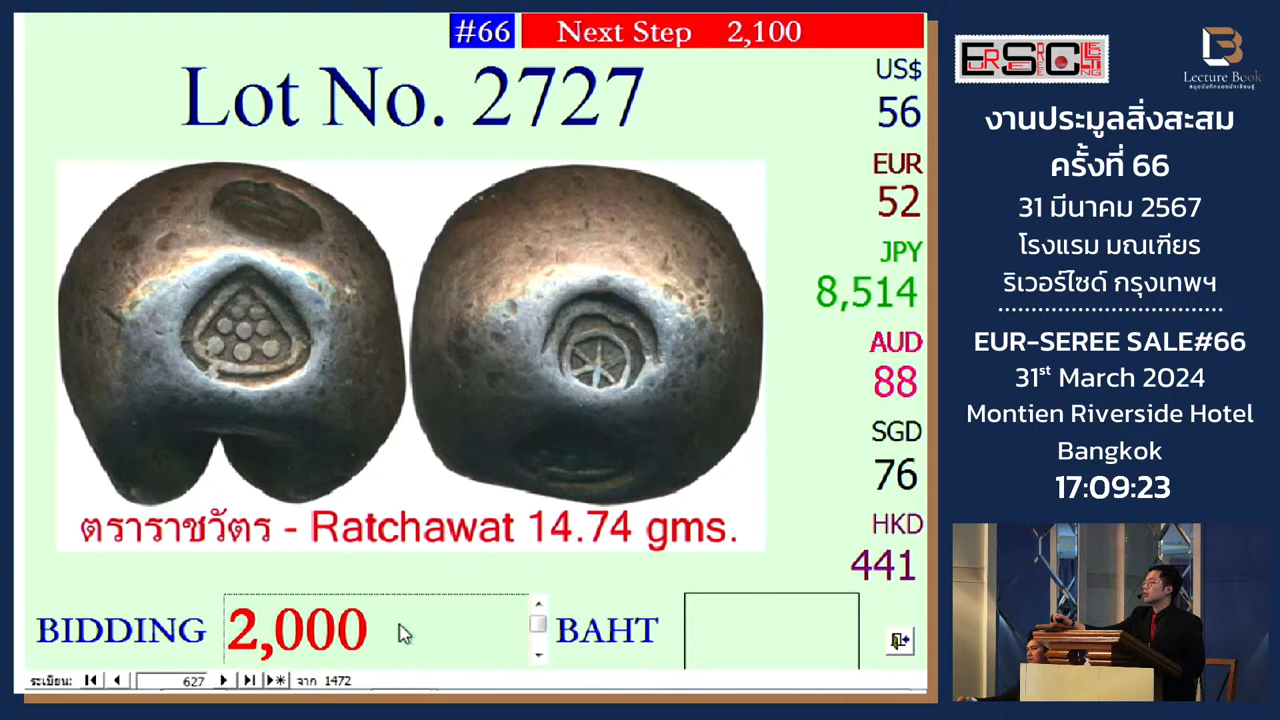 #66 Next Step 2,100
Lot No. 2727
US$
56
EUR
52
JPY
8,514
AUD
88
SGD
76
HKD
441
ตราราชวัตร - Ratchawat 14.74 gms.
BIDDING 2,000 BAHT
ระเบียน: 627 จาก 1472
Lecture Book
งานประมูลสิ่งสะสม
ครั้งที่ 66
31 มีนาคม 2567
โรงแรม มณเฑียร
ริเวอร์ไซด์ กรุงเทพฯ
EUR-SEREE SALE#66
31st March 2024
Montien Riverside Hotel
Bangkok
17:09:23